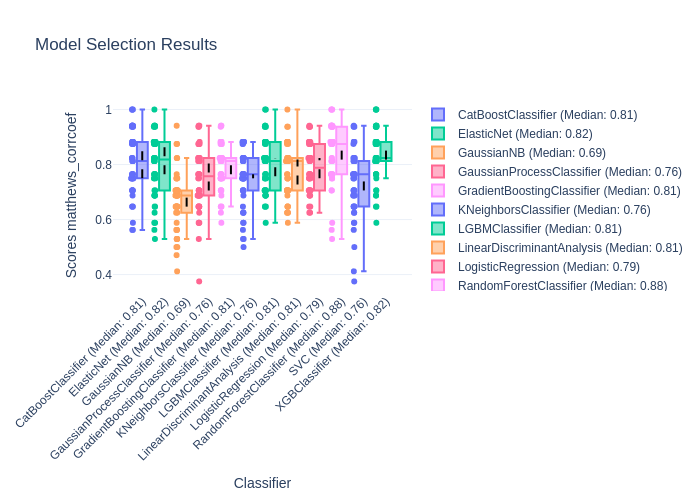 Model Selection Results
Scores matthews_corrcoef
1
0.8
0.6
0.4
CatBoostClassifier (Median: 0.81)
ElasticNet (Median: 0.82)
GaussianNB (Median: 0.69)
GaussianProcessClassifier (Median: 0.76)
GradientBoostingClassifier (Median: 0.81)
KNeighborsClassifier (Median: 0.76)
LGBMClassifier (Median: 0.81)
LinearDiscriminantAnalysis (Median: 0.81)
LogisticRegression (Median: 0.79)
RandomForestClassifier (Median: 0.88)
SVC (Median: 0.76)
XGBClassifier (Median: 0.82)
Classifier
CatBoostClassifier (Median: 0.81)
ElasticNet (Median: 0.82)
GaussianNB (Median: 0.69)
GaussianProcessClassifier (Median: 0.76)
GradientBoostingClassifier (Median: 0.81)
KNeighborsClassifier (Median: 0.76)
LGBMClassifier (Median: 0.81)
LinearDiscriminantAnalysis (Median: 0.81)
LogisticRegression (Median: 0.79)
RandomForestClassifier (Median: 0.88)